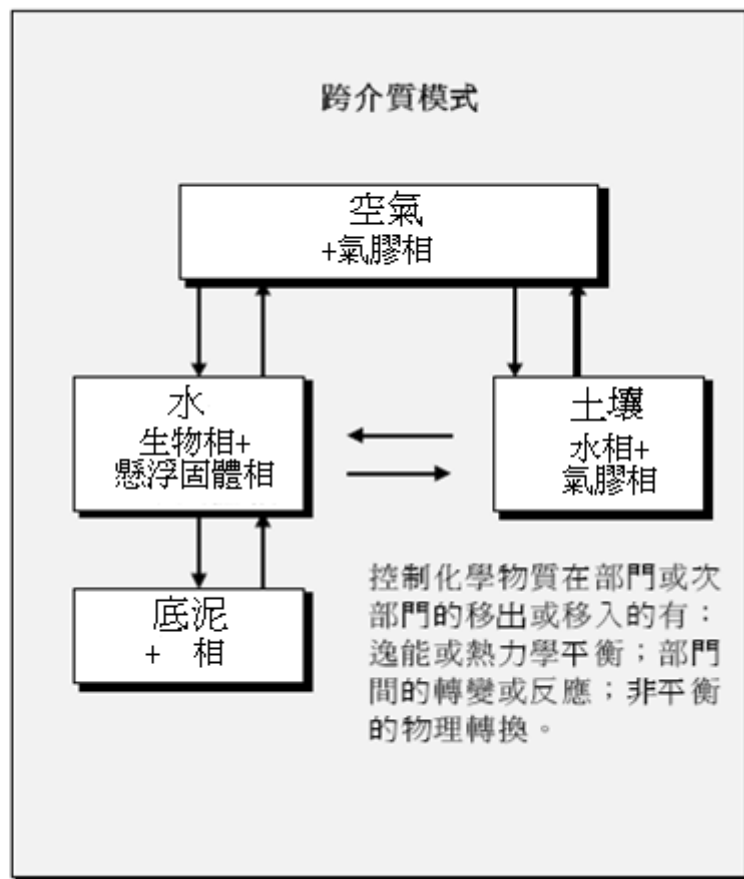 跨介質模式
空氣
+氣膠相
水
生物相+
懸浮固體相
土壤
水相+
氣膠相
底泥
+ 相
控制化學物質在部門或次
部門的移出或移入的有：
逸能或熱力學平衡；部門
間的轉變或反應；非平衡
的物理轉換。